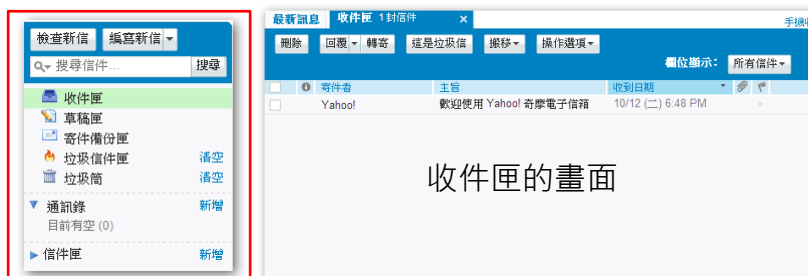 檢查新信 編寫新信
搜尋信件... 搜尋
收件匣
草稿匣
寄件備份匣
垃圾信件匣 清空
垃圾筒 清空
通訊錄 新增
目前有空 (0)
信件匣 新增
最新訊息 收件匣 1封信件 ×
手機收
刪除 回覆 轉寄 這是垃圾信 搬移 操作選項
欄位顯示: 所有信件
寄件者 主旨 收到日期
Yahoo! 歡迎使用 Yahoo! 奇摩電子信箱 10/12 (二) 6:48 PM
收件匣的畫面